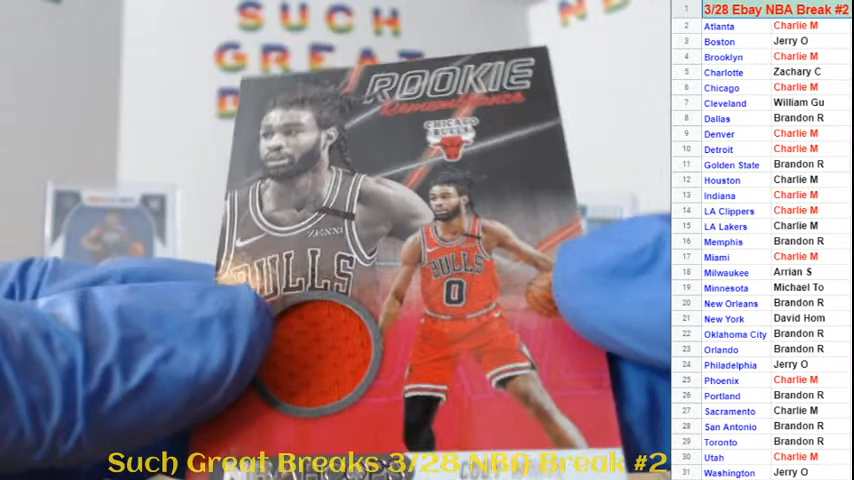 SUCH
GREAT
ROOKIE
Remembrance
CHICAGO
BULLS
BULLS
BULLS
0
Such Great Breaks 3/28 NBA Break #2
1 3/28 Ebay NBA Break #2
2 Atlanta Charlie M
3 Boston Jerry O
4 Brooklyn Charlie M
5 Charlotte Zachary C
6 Chicago Charlie M
7 Cleveland William Gu
8 Dallas Brandon R
9 Denver Charlie M
10 Detroit Charlie M
11 Golden State Brandon R
12 Houston Charlie M
13 Indiana Charlie M
14 LA Clippers Charlie M
15 LA Lakers Charlie M
16 Memphis Brandon R
17 Miami Charlie M
18 Milwaukee Arrian S
19 Minnesota Michael To
20 New Orleans Brandon R
21 New York David Hom
22 Oklahoma City Brandon R
23 Orlando Brandon R
24 Philadelphia Jerry O
25 Phoenix Charlie M
26 Portland Brandon R
27 Sacramento Charlie M
28 San Antonio Brandon R
29 Toronto Brandon R
30 Utah Charlie M
31 Washington Jerry O